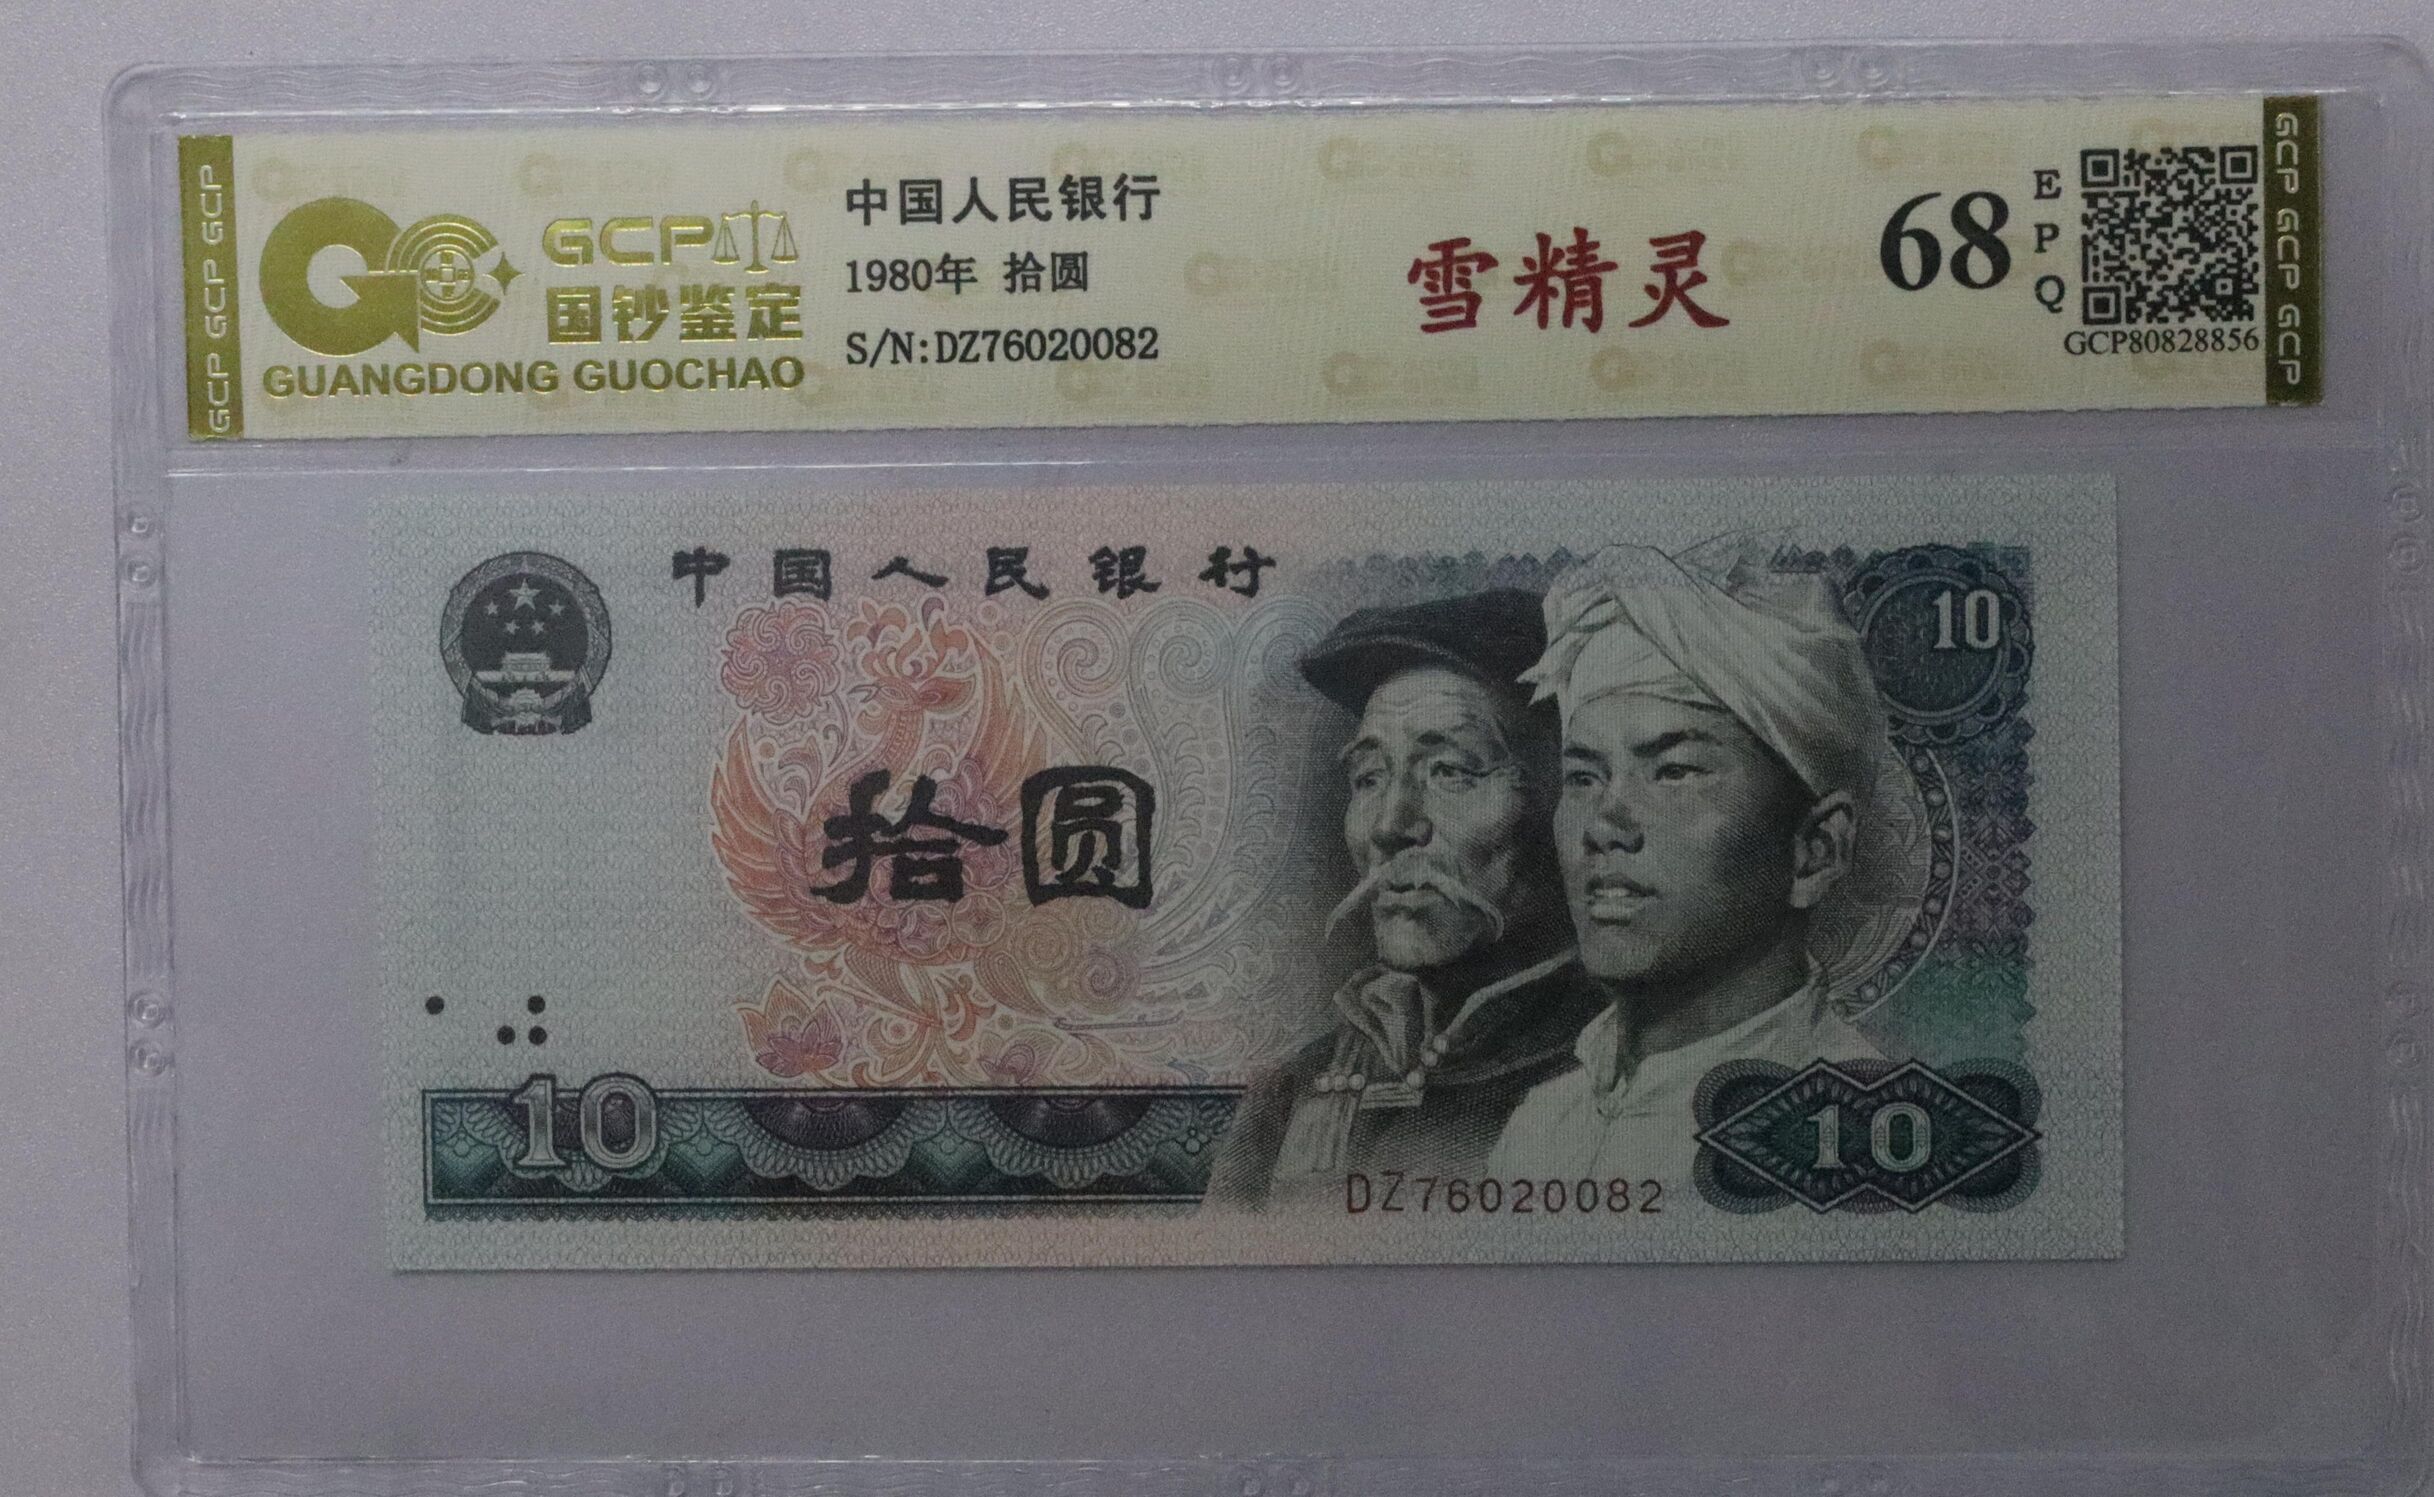 GCP GCP GCP
GCP
国钞鉴定
GUANGDONG GUOCHAO
中国人民银行
1980年 拾圆
S/N:DZ76020082
雪精灵
68
EPQ
GCP80828856
GCP GCP GCP
中国人民银行
10
拾圆
10
10
DZ76020082